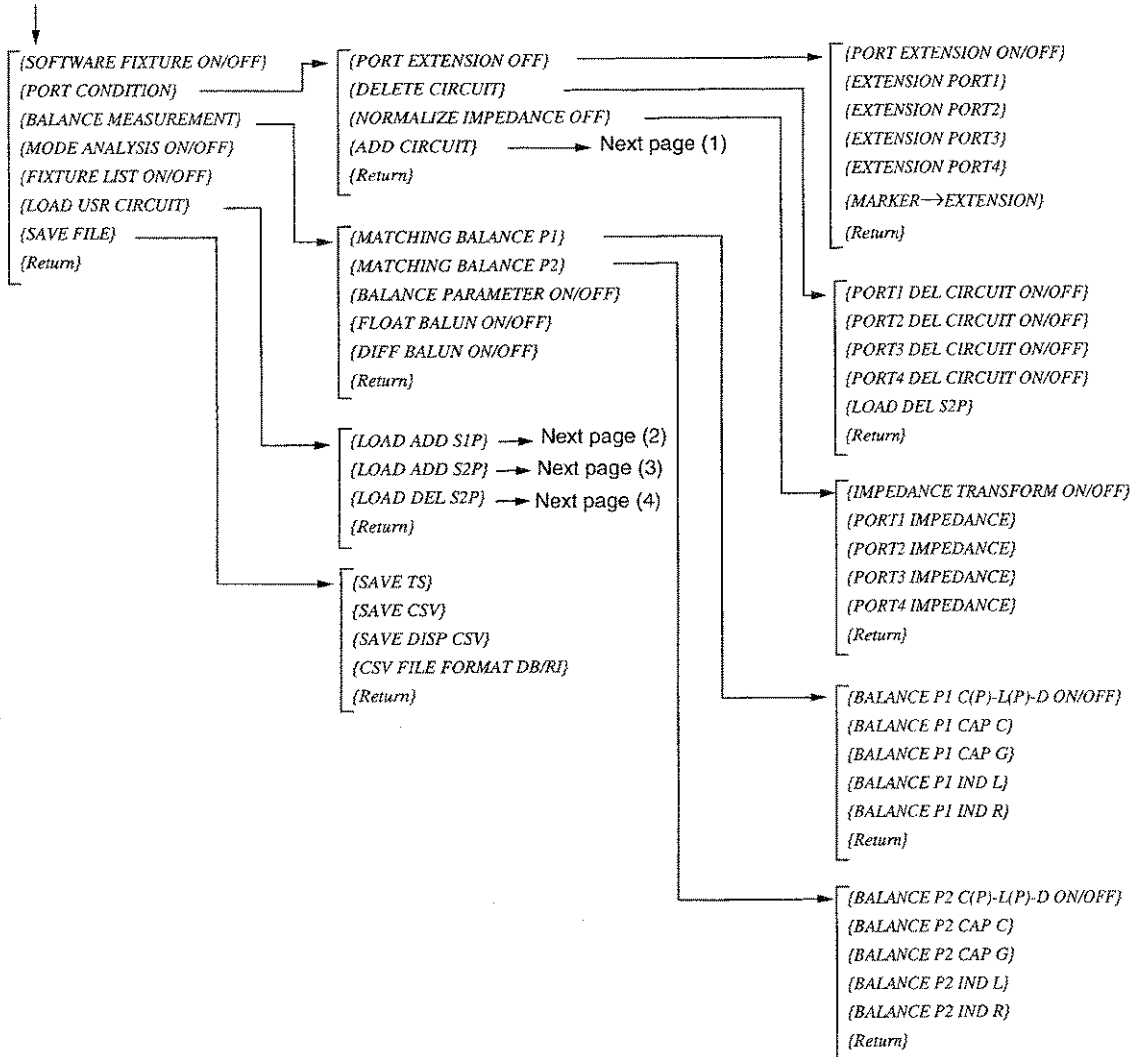 {SOFTWARE FIXTURE ON/OFF}
{PORT CONDITION}
{BALANCE MEASUREMENT}
{MODE ANALYSIS ON/OFF}
{FIXTURE LIST ON/OFF}
{LOAD USR CIRCUIT}
{SAVE FILE}
{Return}
{PORT EXTENSION OFF}
{DELETE CIRCUIT}
{NORMALIZE IMPEDANCE OFF}
{ADD CIRCUIT} → Next page (1)
{Return}
{MATCHING BALANCE P1}
{MATCHING BALANCE P2}
{BALANCE PARAMETER ON/OFF}
{FLOAT BALUN ON/OFF}
{DIFF BALUN ON/OFF}
{Return}
{LOAD ADD S1P} → Next page (2)
{LOAD ADD S2P} → Next page (3)
{LOAD DEL S2P} → Next page (4)
{Return}
{SAVE TS}
{SAVE CSV}
{SAVE DISP CSV}
{CSV FILE FORMAT DB/RI}
{Return}
{PORT EXTENSION ON/OFF}
{EXTENSION PORT1}
{EXTENSION PORT2}
{EXTENSION PORT3}
{EXTENSION PORT4}
{MARKER→EXTENSION}
{Return}
{PORT1 DEL CIRCUIT ON/OFF}
{PORT2 DEL CIRCUIT ON/OFF}
{PORT3 DEL CIRCUIT ON/OFF}
{PORT4 DEL CIRCUIT ON/OFF}
{LOAD DEL S2P}
{Return}
{IMPEDANCE TRANSFORM ON/OFF}
{PORT1 IMPEDANCE}
{PORT2 IMPEDANCE}
{PORT3 IMPEDANCE}
{PORT4 IMPEDANCE}
{Return}
{BALANCE P1 C(P)-L(P)-D ON/OFF}
{BALANCE P1 CAP C}
{BALANCE P1 CAP G}
{BALANCE P1 IND L}
{BALANCE P1 IND R}
{Return}
{BALANCE P2 C(P)-L(P)-D ON/OFF}
{BALANCE P2 CAP C}
{BALANCE P2 CAP G}
{BALANCE P2 IND L}
{BALANCE P2 IND R}
{Return}